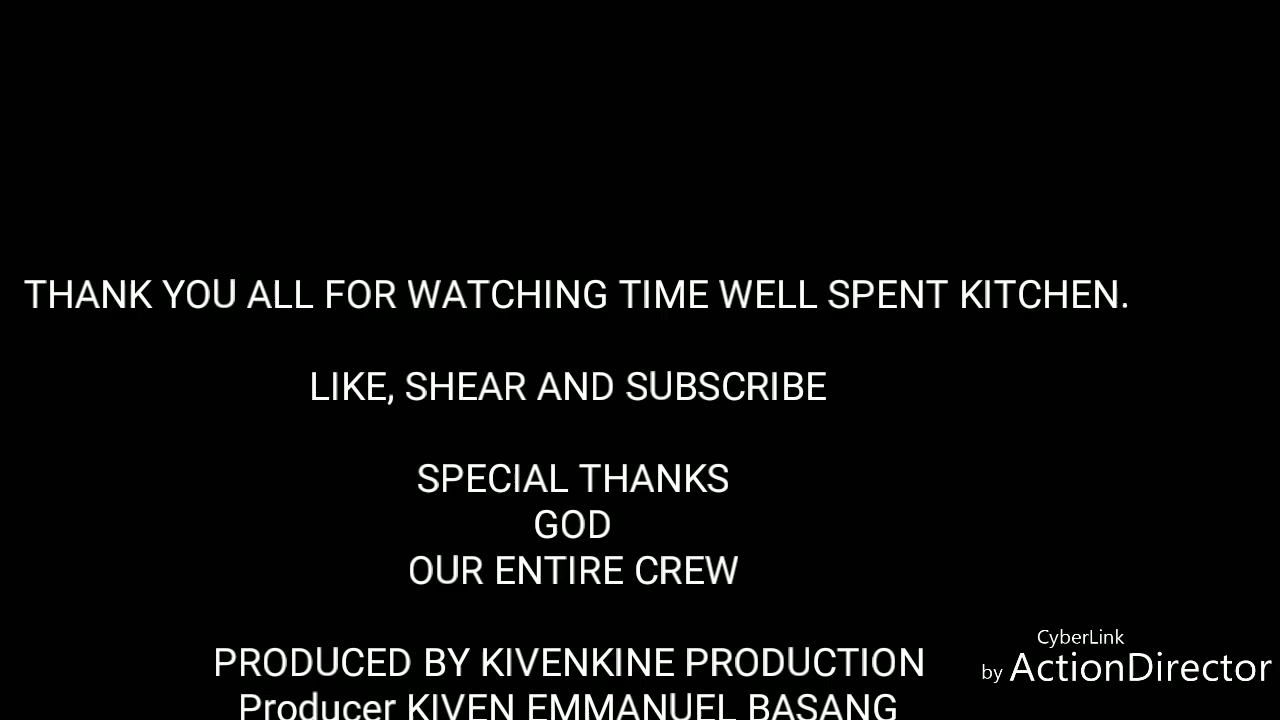 THANK YOU ALL FOR WATCHING TIME WELL SPENT KITCHEN.
LIKE, SHEAR AND SUBSCRIBE
SPECIAL THANKS
GOD
OUR ENTIRE CREW
PRODUCED BY KIVENKINE PRODUCTION
Producer KIVEN EMMANUEL BASANG
CyberLink
by ActionDirector